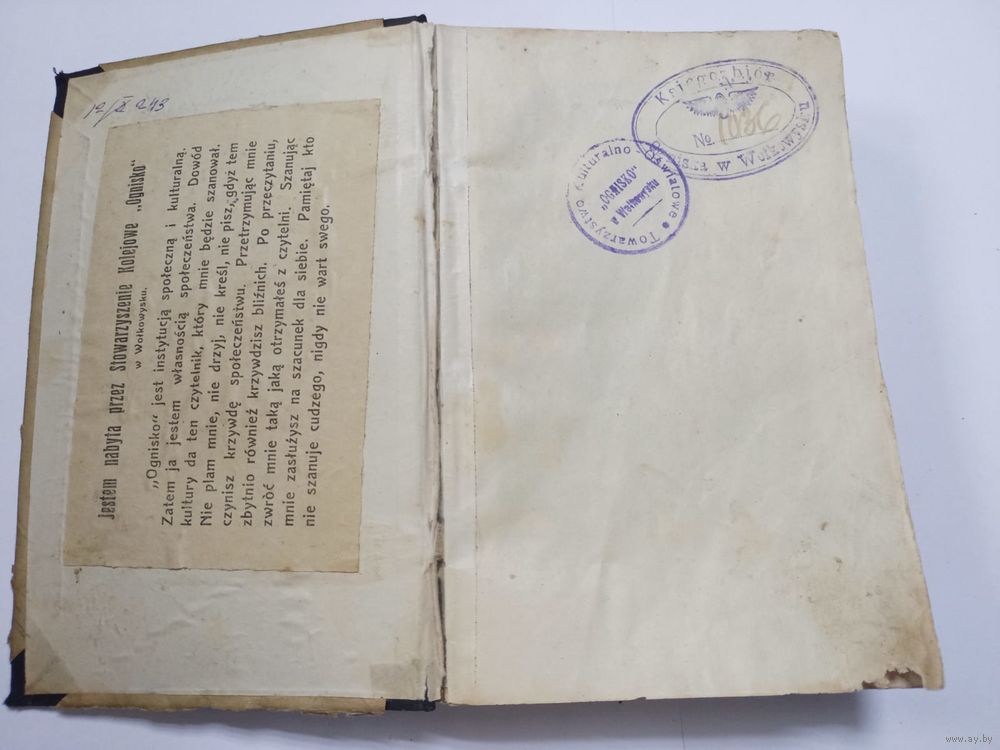 12/X 243
Jestem nabyta przez Stowarzyszenie Kolejowe „Ognisko“
w Wołkowysku.
„Ognisko“ jest instytucją społeczną i kulturalną.
Zatem ja jestem własnością społeczeństwa. Dowód
kultury da ten czytelnik, który mnie będzie szanował.
Nie plam mnie, nie drzyj, nie kreśl, nie pisz, gdyż tem
czynisz krzywdę społeczeństwu. Przetrzymując mnie
zbytnio również krzywdzisz bliźnich. Po przeczytaniu,
zwróć mnie taką jaką otrzymałeś z czytelni. Szanując
mnie zasłużysz na szacunek dla siebie. Pamiętaj kto
nie szanuje cudzego, nigdy nie wart swego.
Księgozbiór
№ 1036
Ogniska w Wołkowysku
Towarzystwo Kulturalno-Oświatowe
„OGNISKO“
w Wołkowysku
www.ay.by